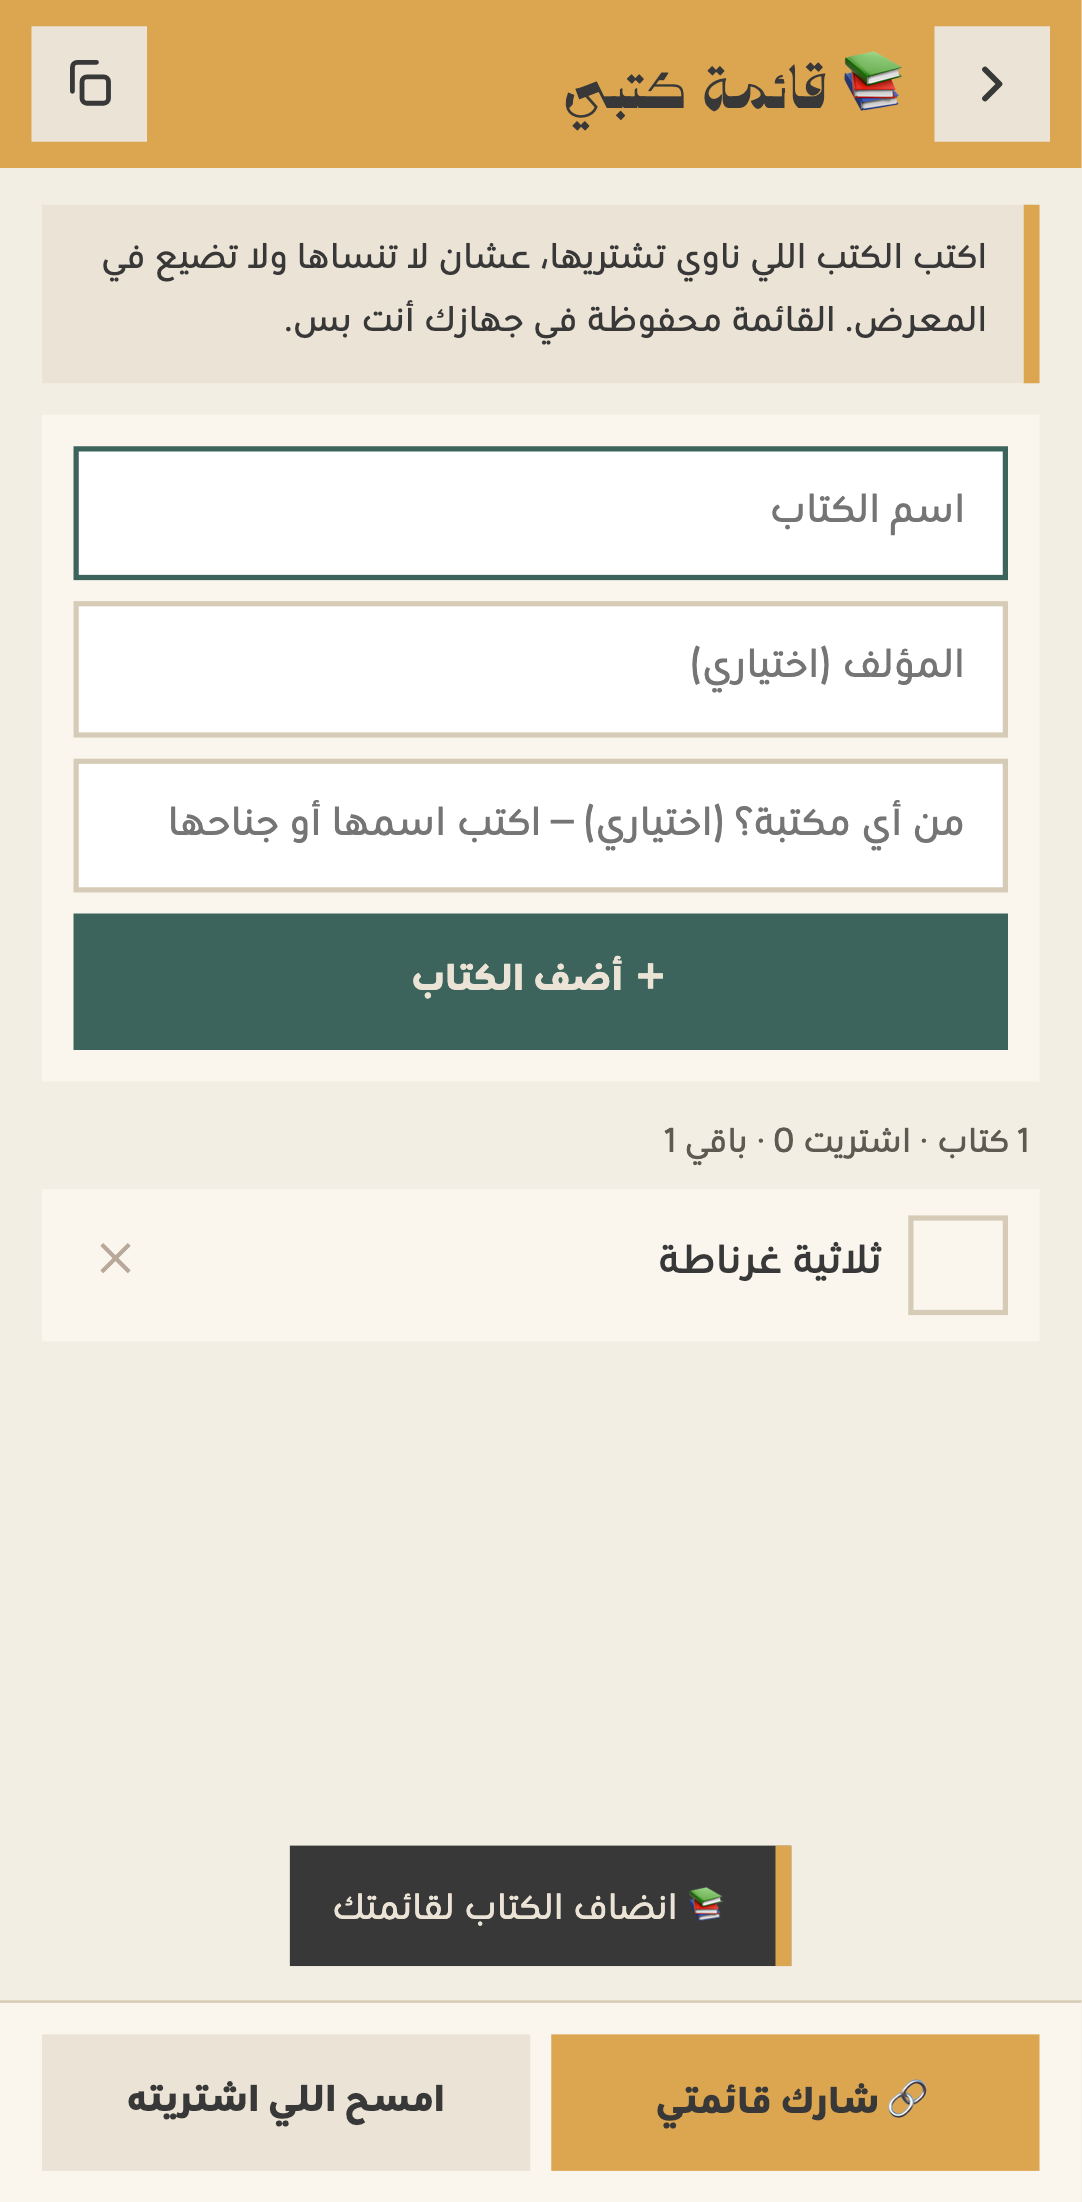 📚 قائمة كتبي
اكتب الكتب اللي ناوي تشتريها، عشان لا تنساها ولا تضيع في
المعرض. القائمة محفوظة في جهازك أنت بس.
اسم الكتاب
المؤلف (اختياري)
من أي مكتبة؟ (اختياري) – اكتب اسمها أو جناحها
+ أضف الكتاب
1 كتاب · اشتريت 0 · باقي 1
ثلاثية غرناطة
📚 انضاف الكتاب لقائمتك
🔗 شارك قائمتي
امسح اللي اشتريته